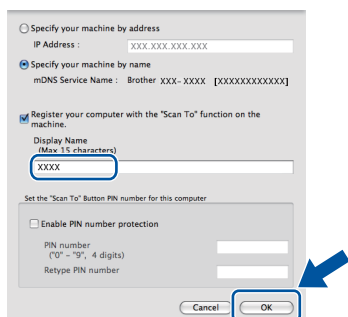 Specify your machine by address
IP Address : XXX.XXX.XXX.XXX
Specify your machine by name
mDNS Service Name : Brother XXX-XXXX [XXXXXXXXXXXX]
Register your computer with the "Scan To" function on the
machine.
Display Name
(Max 15 characters)
XXXX
Set the "Scan To" Button PIN number for this computer
Enable PIN number protection
PIN number
("0" – "9", 4 digits)
Retype PIN number
Cancel OK